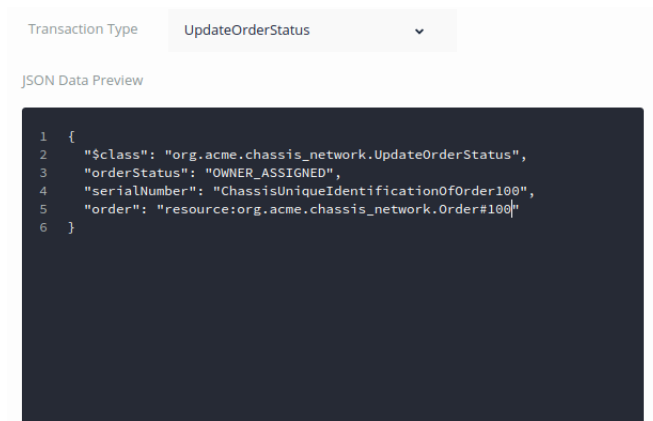 Transaction Type UpdateOrderStatus
JSON Data Preview
1 {
2 "$class": "org.acme.chassis_network.UpdateOrderStatus",
3 "orderStatus": "OWNER_ASSIGNED",
4 "serialNumber": "ChassisUniqueIdentificationOfOrder100",
5 "order": "resource:org.acme.chassis_network.Order#100"
6 }